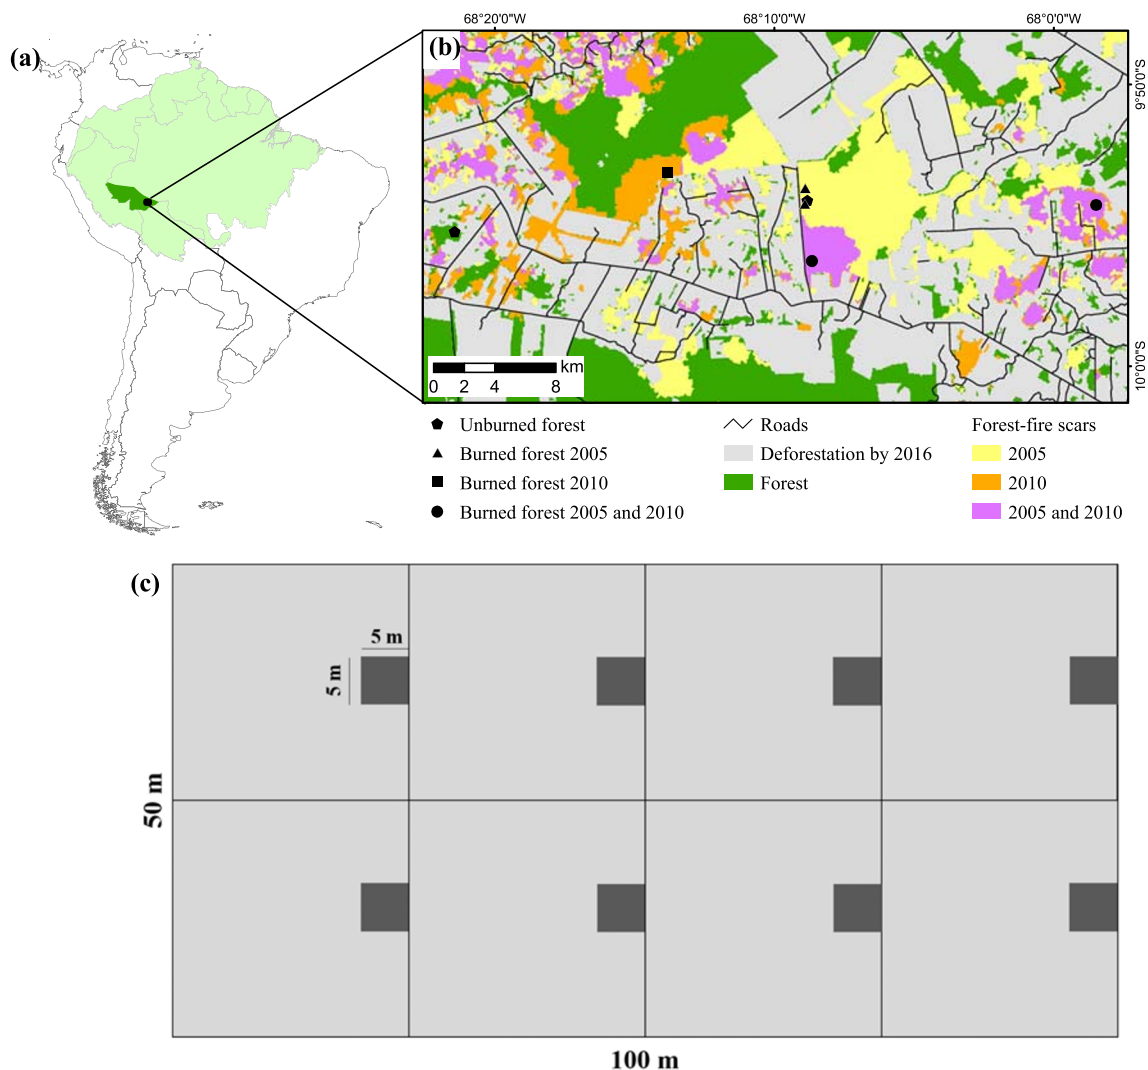 68°20'0"W 68°10'0"W 68°0'0"W
(a)
(b)
9°50'0"S
10°0'0"S
km
0 2 4 8
Unburned forest
Burned forest 2005
Burned forest 2010
Burned forest 2005 and 2010
Roads
Deforestation by 2016
Forest
Forest-fire scars
2005
2010
2005 and 2010
(c)
5 m
5 m
50 m
100 m